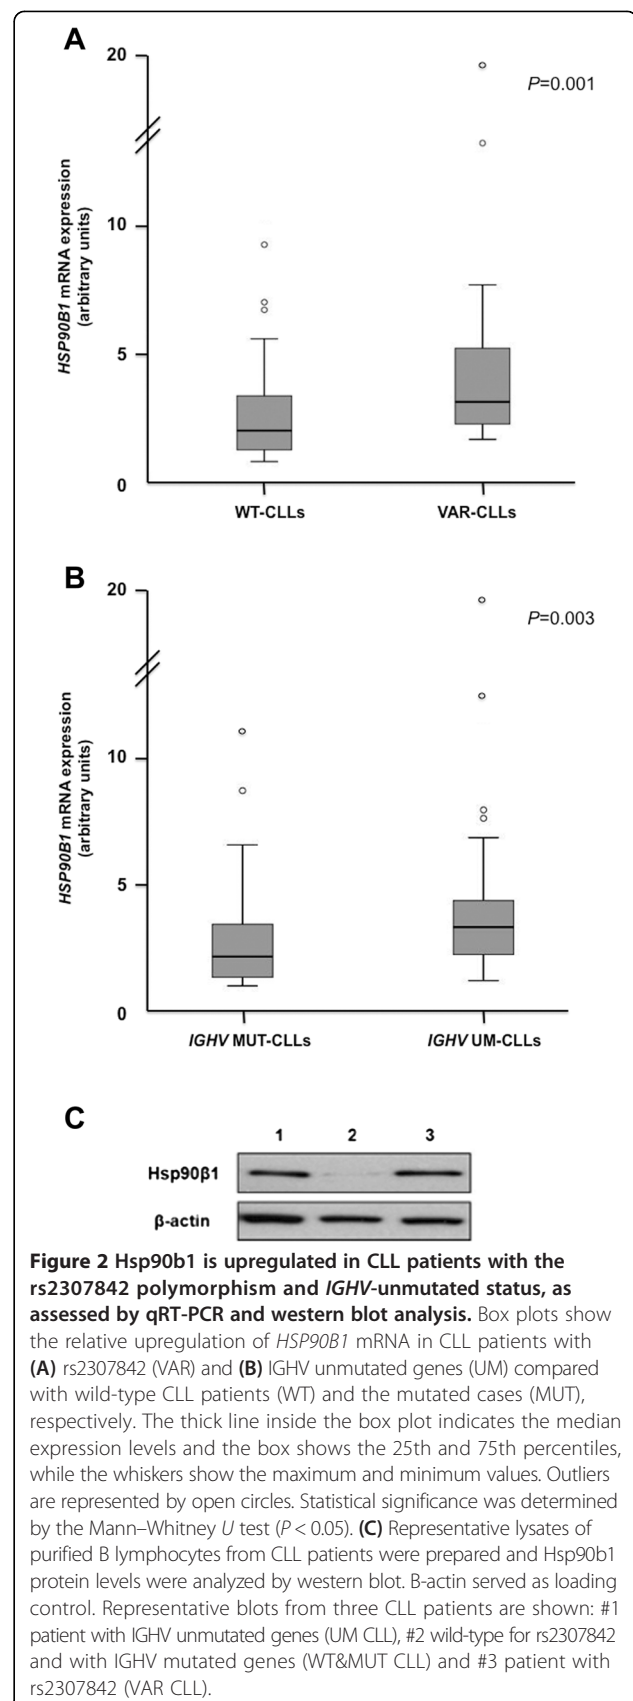 A
20
P=0.001
10
HSP90B1 mRNA expression
(arbitrary units)
5
0
WT-CLLs
VAR-CLLs
B
20
P=0.003
10
HSP90B1 mRNA expression
(arbitrary units)
5
0
IGHV MUT-CLLs
IGHV UM-CLLs
C
1 2 3
Hsp90β1
β-actin
Figure 2 Hsp90b1 is upregulated in CLL patients with the
rs2307842 polymorphism and IGHV-unmutated status, as
assessed by qRT-PCR and western blot analysis. Box plots show
the relative upregulation of HSP90B1 mRNA in CLL patients with
(A) rs2307842 (VAR) and (B) IGHV unmutated genes (UM) compared
with wild-type CLL patients (WT) and the mutated cases (MUT),
respectively. The thick line inside the box plot indicates the median
expression levels and the box shows the 25th and 75th percentiles,
while the whiskers show the maximum and minimum values. Outliers
are represented by open circles. Statistical significance was determined
by the Mann–Whitney U test (P < 0.05). (C) Representative lysates of
purified B lymphocytes from CLL patients were prepared and Hsp90b1
protein levels were analyzed by western blot. B-actin served as loading
control. Representative blots from three CLL patients are shown: #1
patient with IGHV unmutated genes (UM CLL), #2 wild-type for rs2307842
and with IGHV mutated genes (WT&MUT CLL) and #3 patient with
rs2307842 (VAR CLL).